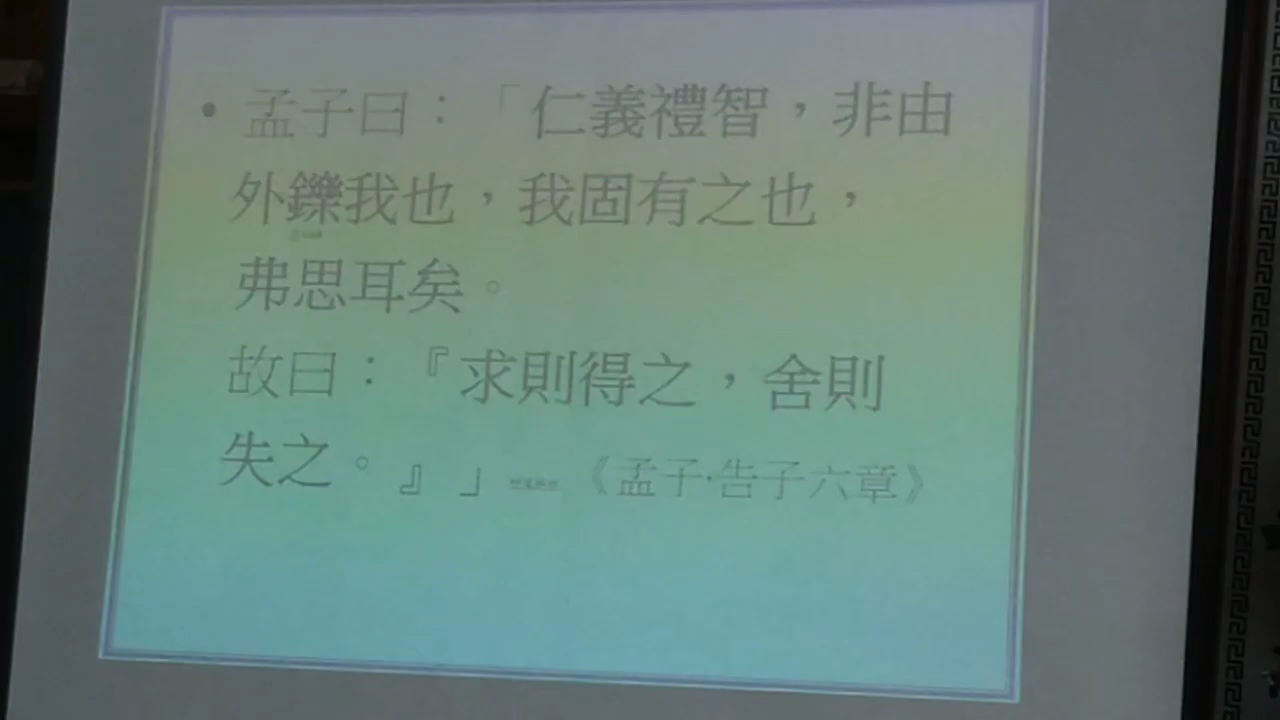 • 孟子曰：「仁義禮智，非由
外鑠我也，我固有之也，
弗思耳矣。
故曰：『求則得之，舍則
失之。』」《孟子·告子六章》